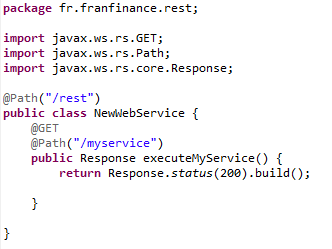 package fr.franfinance.rest;
import javax.ws.rs.GET;
import javax.ws.rs.Path;
import javax.ws.rs.core.Response;
@Path("/rest")
public class NewWebService {
@GET
@Path("/myservice")
public Response executeMyService() {
return Response.status(200).build();
}
}